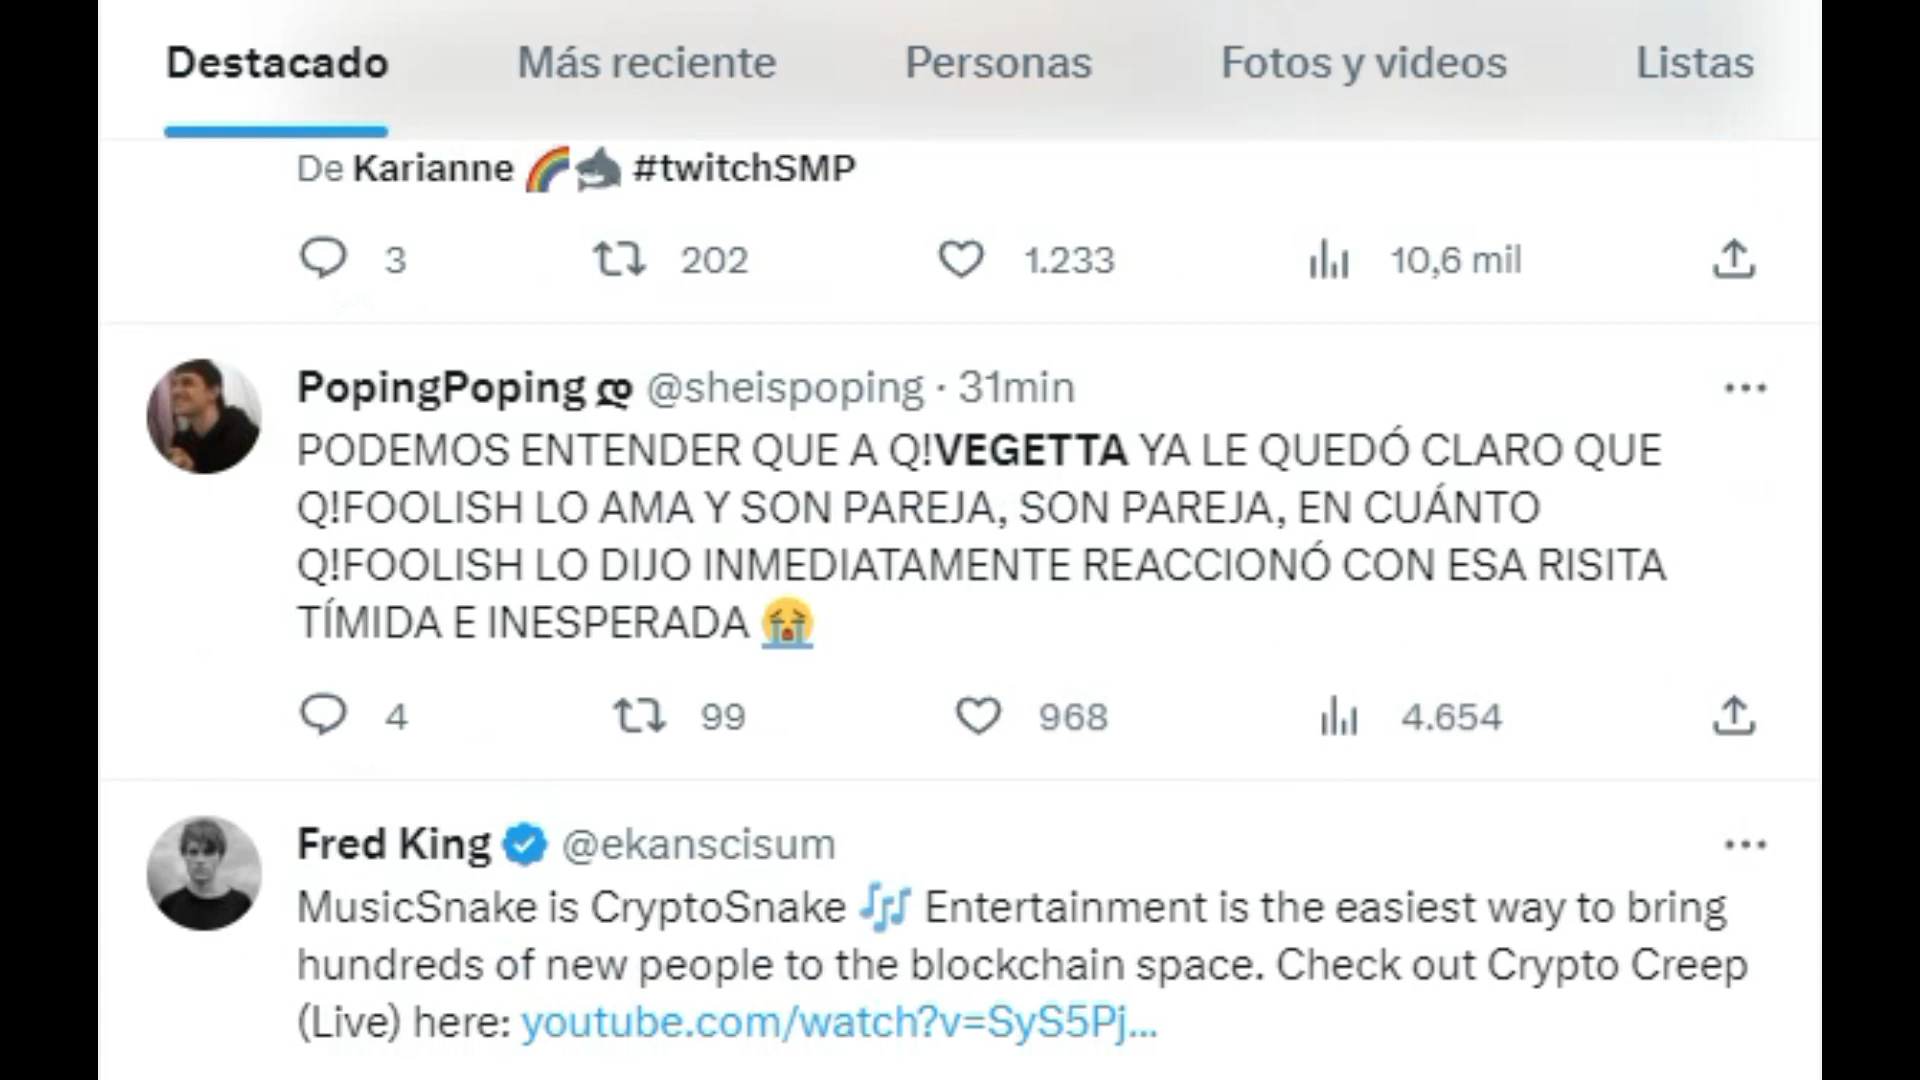 Destacado Más reciente Personas Fotos y videos Listas
De Karianne 🌈🦈 #twitchSMP
3 202 1.233 10,6 mil
PopingPoping ღ @sheispoping · 31min
PODEMOS ENTENDER QUE A Q!VEGETTA YA LE QUEDÓ CLARO QUE
Q!FOOLISH LO AMA Y SON PAREJA, SON PAREJA, EN CUÁNTO
Q!FOOLISH LO DIJO INMEDIATAMENTE REACCIONÓ CON ESA RISITA
TÍMIDA E INESPERADA 😭
4 99 968 4.654
Fred King @ekanscisum
MusicSnake is CryptoSnake 🎶 Entertainment is the easiest way to bring
hundreds of new people to the blockchain space. Check out Crypto Creep
(Live) here: youtube.com/watch?v=SyS5Pj...